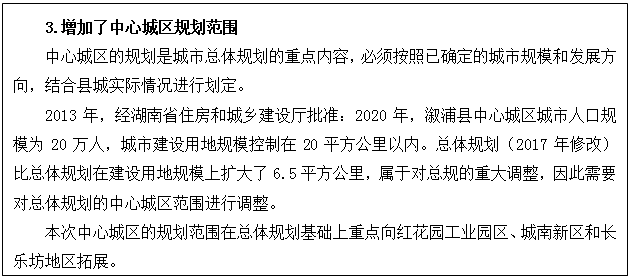 3.增加了中心城区规划范围
中心城区的规划是城市总体规划的重点内容，必须按照已确定的城市规模和发展方
向，结合县城实际情况进行划定。
2013 年，经湖南省住房和城乡建设厅批准：2020 年，溆浦县中心城区城市人口规
模为 20 万人，城市建设用地规模控制在 20 平方公里以内。总体规划（2017 年修改）
比总体规划在建设用地规模上扩大了 6.5 平方公里，属于对总规的重大调整，因此需要
对总体规划的中心城区范围进行调整。
本次中心城区的规划范围在总体规划基础上重点向红花园工业园区、城南新区和长
乐坊地区拓展。